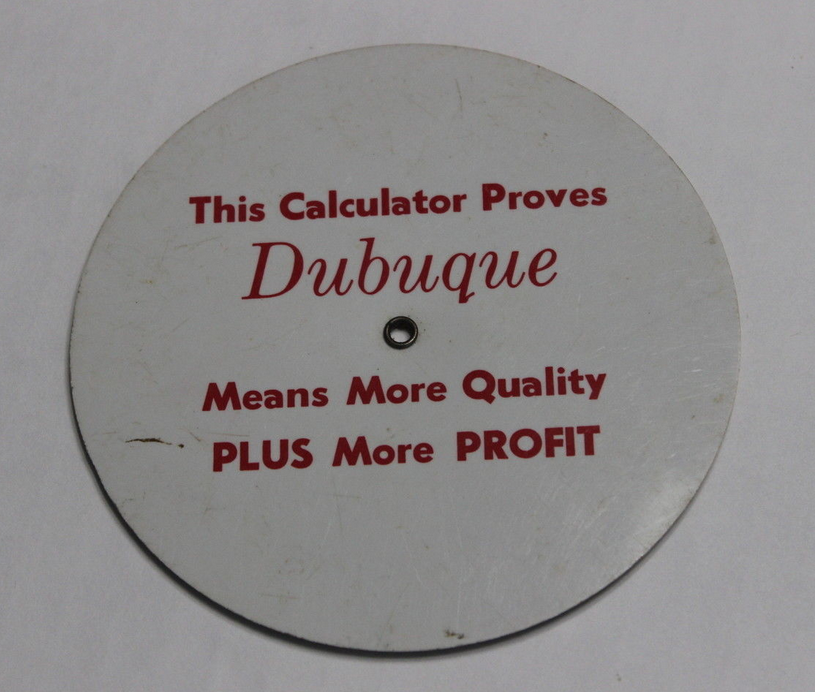 This Calculator Proves
Dubuque
Means More Quality
PLUS More PROFIT